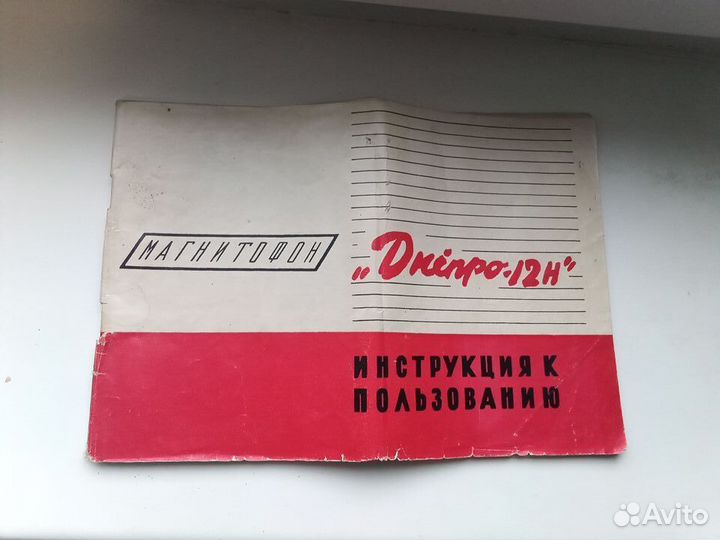 МАГНИТОФОН
„Дніпро-12Н"
ИНСТРУКЦИЯ К
ПОЛЬЗОВАНИЮ
Avito